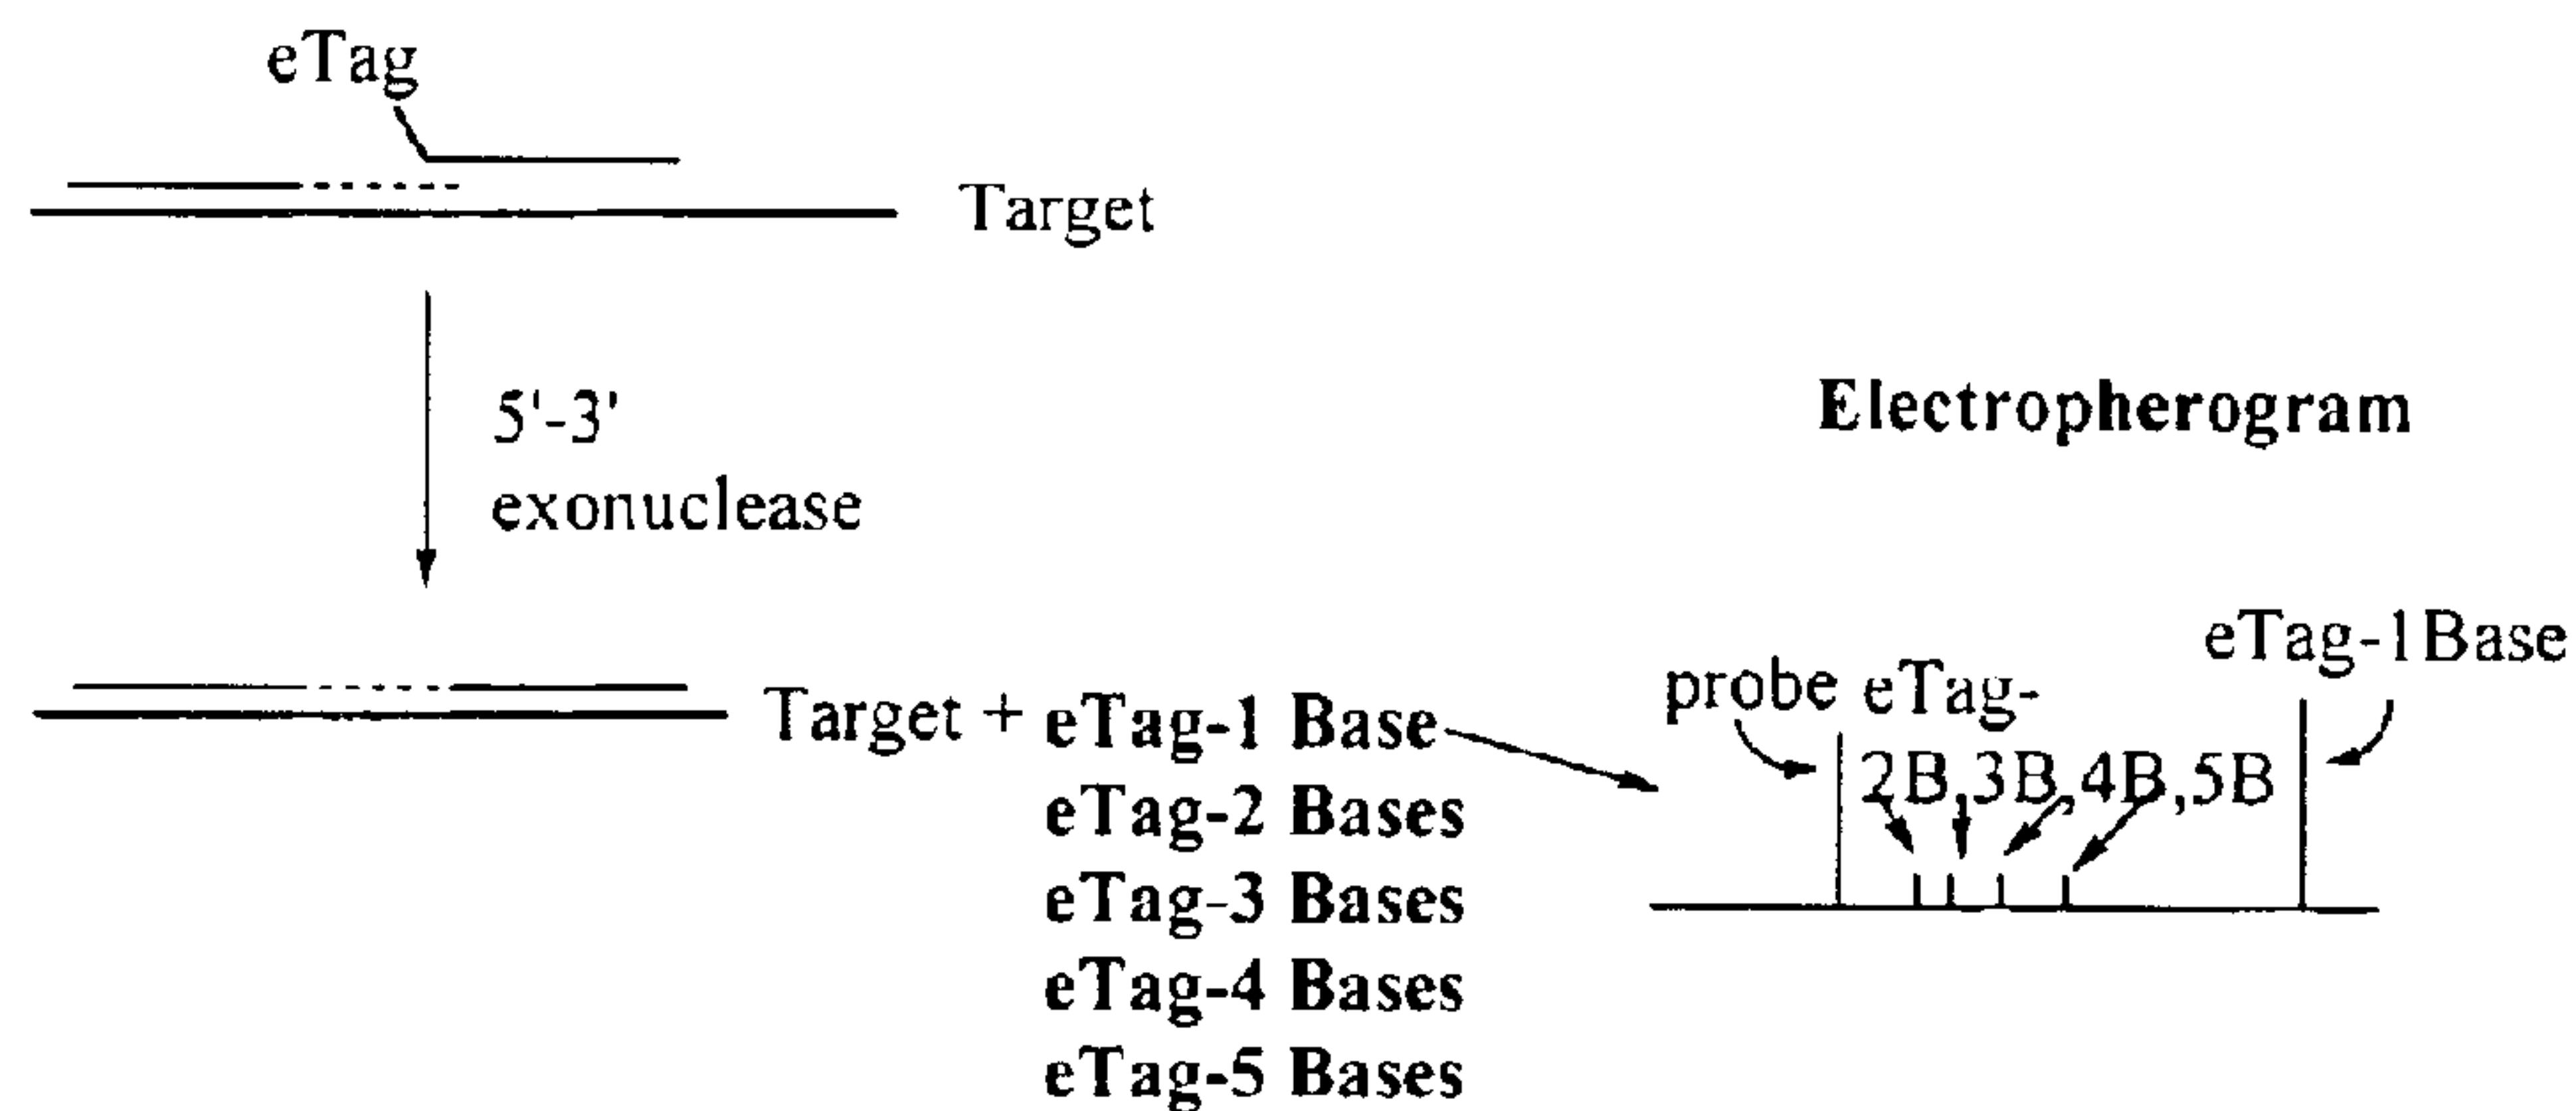 eTag
Target
5'-3'
exonuclease
Electropherogram
Target + eTag-1 Base
eTag-2 Bases
eTag-3 Bases
eTag-4 Bases
eTag-5 Bases
probe eTag-
2B,3B,4B,5B
eTag-1Base